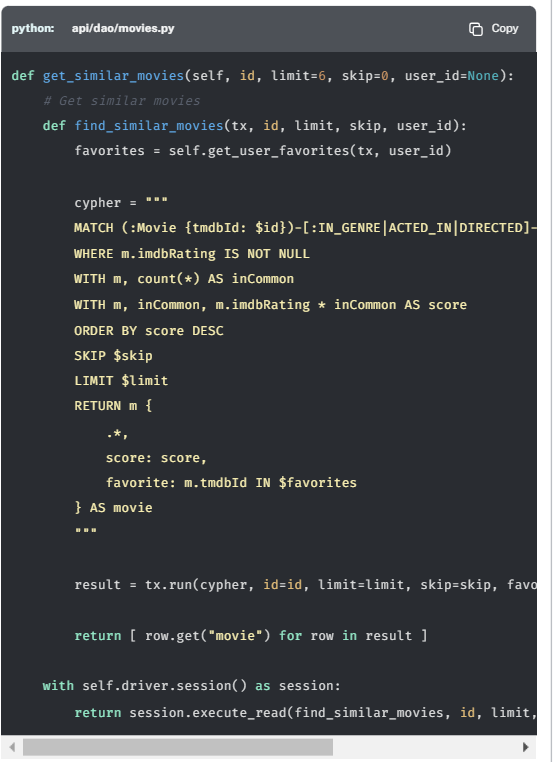 python: api/dao/movies.py Copy
def get_similar_movies(self, id, limit=6, skip=0, user_id=None):
    # Get similar movies
    def find_similar_movies(tx, id, limit, skip, user_id):
        favorites = self.get_user_favorites(tx, user_id)

        cypher = """
        MATCH (:Movie {tmdbId: $id})-[:IN_GENRE|ACTED_IN|DIRECTED]-
        WHERE m.imdbRating IS NOT NULL
        WITH m, count(*) AS inCommon
        WITH m, inCommon, m.imdbRating * inCommon AS score
        ORDER BY score DESC
        SKIP $skip
        LIMIT $limit
        RETURN m {
            .*,
            score: score,
            favorite: m.tmdbId IN $favorites
        } AS movie
        """

        result = tx.run(cypher, id=id, limit=limit, skip=skip, favo

        return [ row.get("movie") for row in result ]

    with self.driver.session() as session:
        return session.execute_read(find_similar_movies, id, limit,